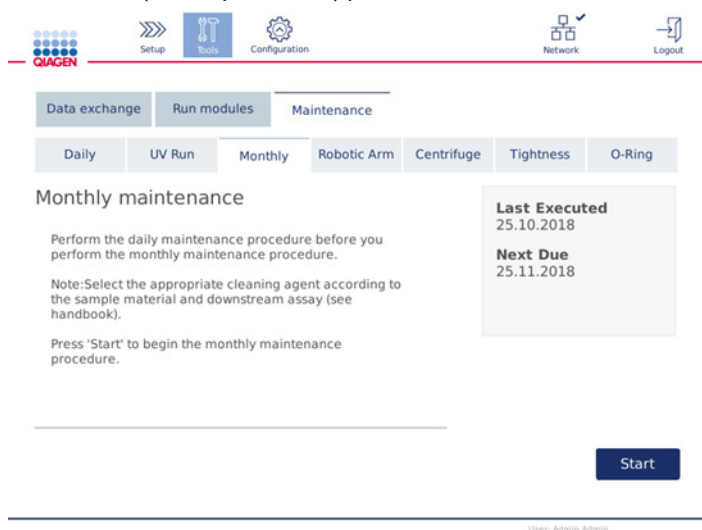 QIAGEN
Setup
Tools
Configuration
Network
Logout
Data exchange Run modules Maintenance
Daily UV Run Monthly Robotic Arm Centrifuge Tightness O-Ring
Monthly maintenance
Perform the daily maintenance procedure before you
perform the monthly maintenance procedure.
Note:Select the appropriate cleaning agent according to
the sample material and downstream assay (see
handbook).
Press 'Start' to begin the monthly maintenance
procedure.
Last Executed
25.10.2018
Next Due
25.11.2018
Start
User: Admin Admin